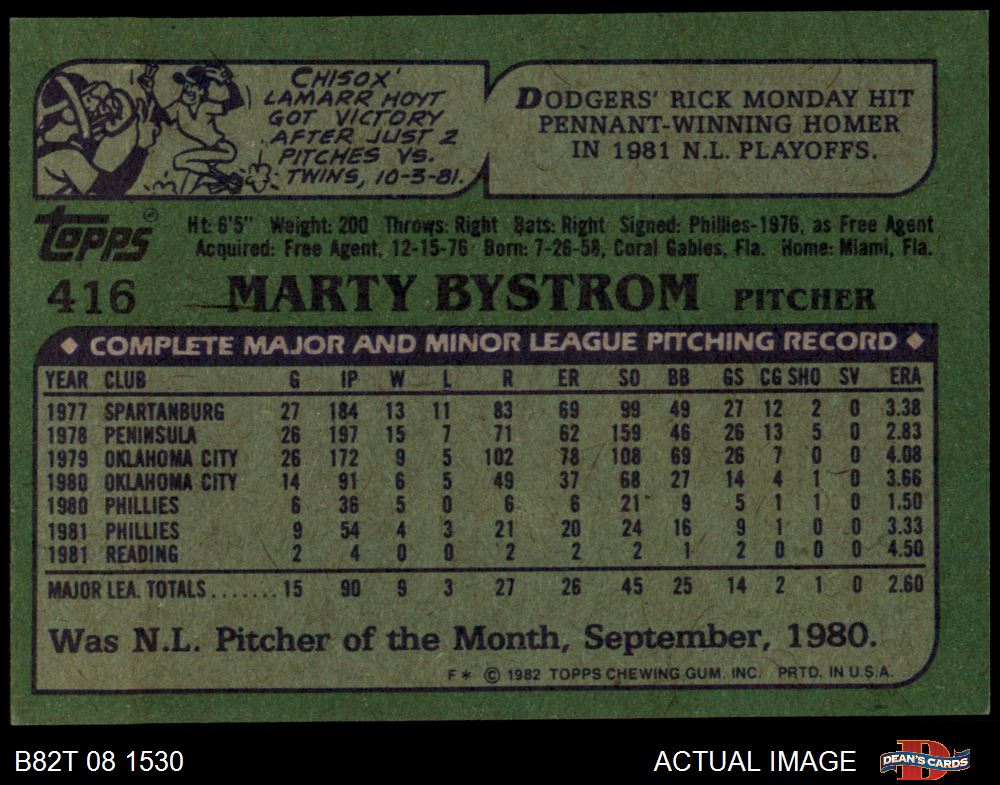 CHISOX'
LAMARR HOYT
GOT VICTORY
AFTER JUST 2
PITCHES VS.
TWINS, 10-3-81.
DODGERS' RICK MONDAY HIT
PENNANT-WINNING HOMER
IN 1981 N.L. PLAYOFFS.
Topps®
Ht: 6'5" Weight: 200 Throws: Right Bats: Right Signed: Phillies-1976, as Free Agent
Acquired: Free Agent, 12-15-76 Born: 7-26-58, Coral Gables, Fla. Home: Miami, Fla.
416 MARTY BYSTROM PITCHER
◆ COMPLETE MAJOR AND MINOR LEAGUE PITCHING RECORD ◆
YEAR CLUB G IP W L R ER SO BB GS CG SHO SV ERA
1977 SPARTANBURG 27 184 13 11 83 69 99 49 27 12 2 0 3.38
1978 PENINSULA 26 197 15 7 71 62 159 46 26 13 5 0 2.83
1979 OKLAHOMA CITY 26 172 9 5 102 78 108 69 26 7 0 0 4.08
1980 OKLAHOMA CITY 14 91 6 5 49 37 68 27 14 4 1 0 3.66
1980 PHILLIES 6 36 5 0 6 6 21 9 5 1 1 0 1.50
1981 PHILLIES 9 54 4 3 21 20 24 16 9 1 0 0 3.33
1981 READING 2 4 0 0 2 2 2 1 2 0 0 0 4.50
MAJOR LEA. TOTALS.......15 90 9 3 27 26 45 25 14 2 1 0 2.60
Was N.L. Pitcher of the Month, September, 1980.
F * © 1982 TOPPS CHEWING GUM, INC. PRTD. IN U.S.A.
B82T 08 1530 ACTUAL IMAGE D DEAN'S CARDS